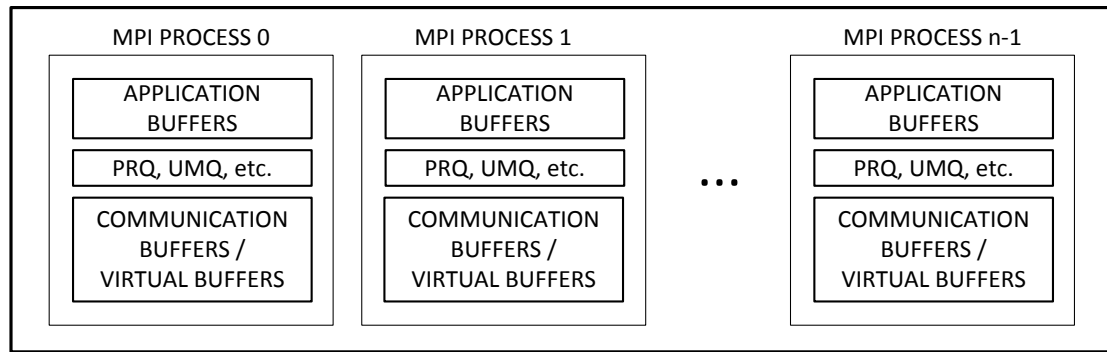 MPI PROCESS 0
APPLICATION
BUFFERS
PRQ, UMQ, etc.
COMMUNICATION
BUFFERS /
VIRTUAL BUFFERS
MPI PROCESS 1
APPLICATION
BUFFERS
PRQ, UMQ, etc.
COMMUNICATION
BUFFERS /
VIRTUAL BUFFERS
...
MPI PROCESS n-1
APPLICATION
BUFFERS
PRQ, UMQ, etc.
COMMUNICATION
BUFFERS /
VIRTUAL BUFFERS